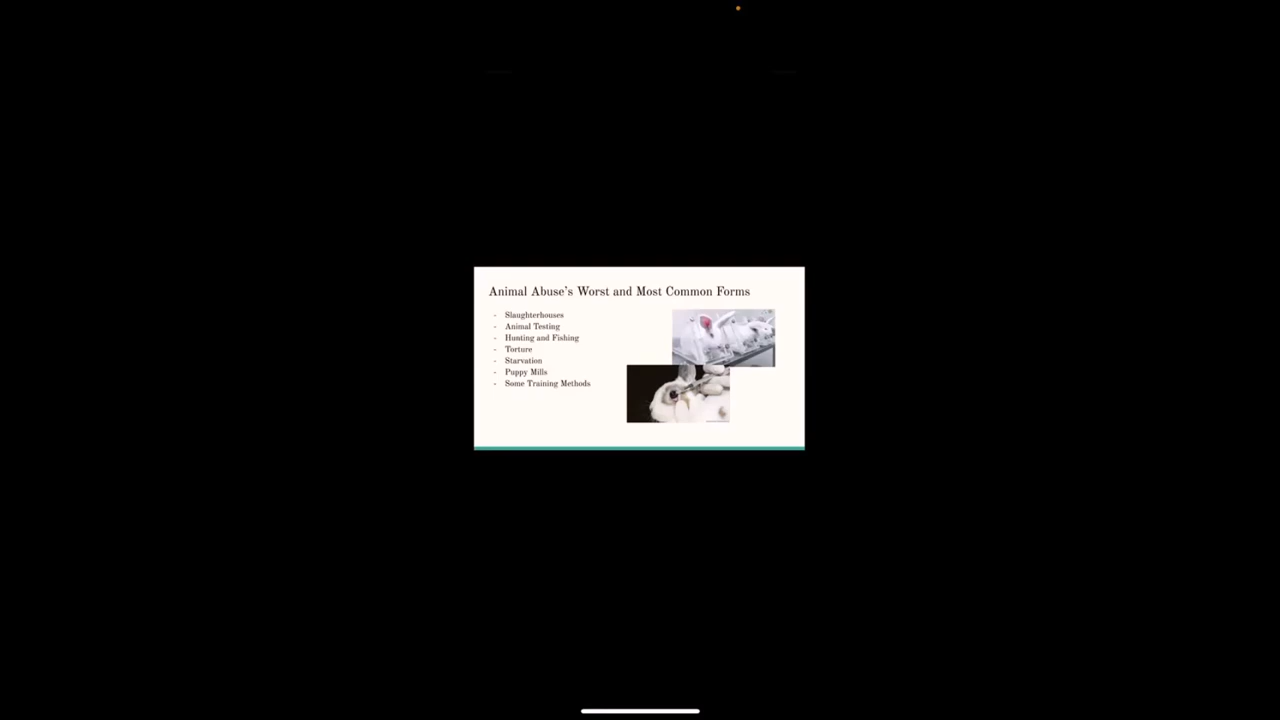 Animal Abuse's Worst and Most Common Forms
- Slaughterhouses
- Animal Testing
- Hunting and Fishing
- Torture
- Starvation
- Puppy Mills
- Some Training Methods